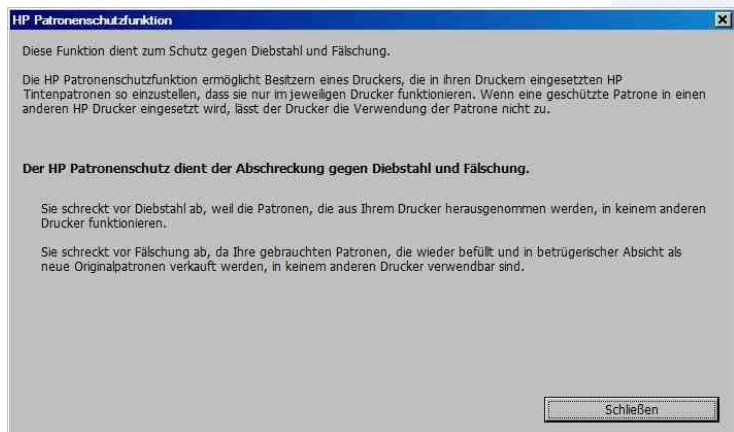 HP Patronenschutzfunktion
Diese Funktion dient zum Schutz gegen Diebstahl und Fälschung.
Die HP Patronenschutzfunktion ermöglicht Besitzern eines Druckers, die in ihren Druckern eingesetzten HP
Tintenpatronen so einzustellen, dass sie nur im jeweiligen Drucker funktionieren. Wenn eine geschützte Patrone in einen
anderen HP Drucker eingesetzt wird, lässt der Drucker die Verwendung der Patrone nicht zu.
Der HP Patronenschutz dient der Abschreckung gegen Diebstahl und Fälschung.
Sie schreckt vor Diebstahl ab, weil die Patronen, die aus Ihrem Drucker herausgenommen werden, in keinem anderen
Drucker funktionieren.
Sie schreckt vor Fälschung ab, da Ihre gebrauchten Patronen, die wieder befüllt und in betrügerischer Absicht als
neue Originalpatronen verkauft werden, in keinem anderen Drucker verwendbar sind.
Schließen